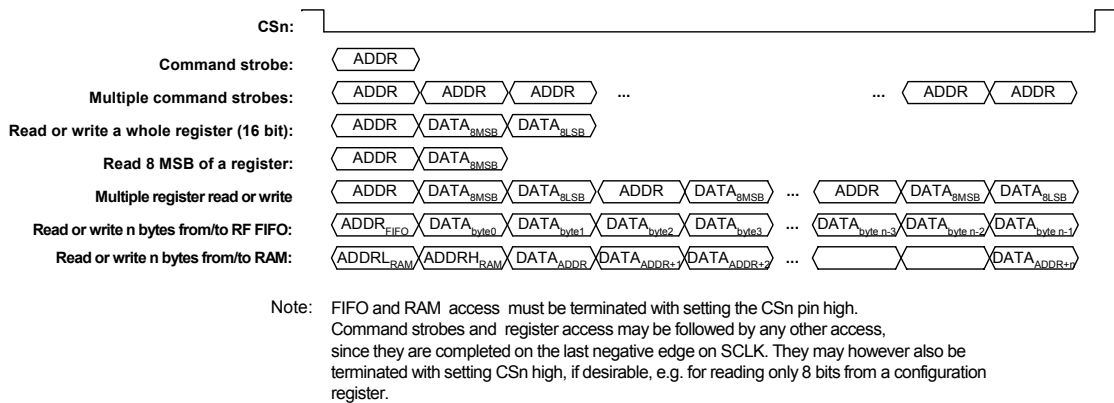 CSn:
Command strobe: ADDR
Multiple command strobes: ADDR ADDR ADDR ... ... ADDR ADDR
Read or write a whole register (16 bit): ADDR DATA8MSB DATA8LSB
Read 8 MSB of a register: ADDR DATA8MSB
Multiple register read or write ADDR DATA8MSB DATA8LSB ADDR DATA8MSB ... ADDR DATA8MSB DATA8LSB
Read or write n bytes from/to RF FIFO: ADDRFIFO DATAbyte0 DATAbyte1 DATAbyte2 DATAbyte3 ... DATAbyte n-3 DATAbyte n-2 DATAbyte n-1
Read or write n bytes from/to RAM: ADDRLRAM ADDRHRAM DATAADDR DATAADDR+1 DATAADDR+2 ... DATAADDR+n
Note: FIFO and RAM access must be terminated with setting the CSn pin high.
Command strobes and register access may be followed by any other access,
since they are completed on the last negative edge on SCLK. They may however also be
terminated with setting CSn high, if desirable, e.g. for reading only 8 bits from a configuration
register.